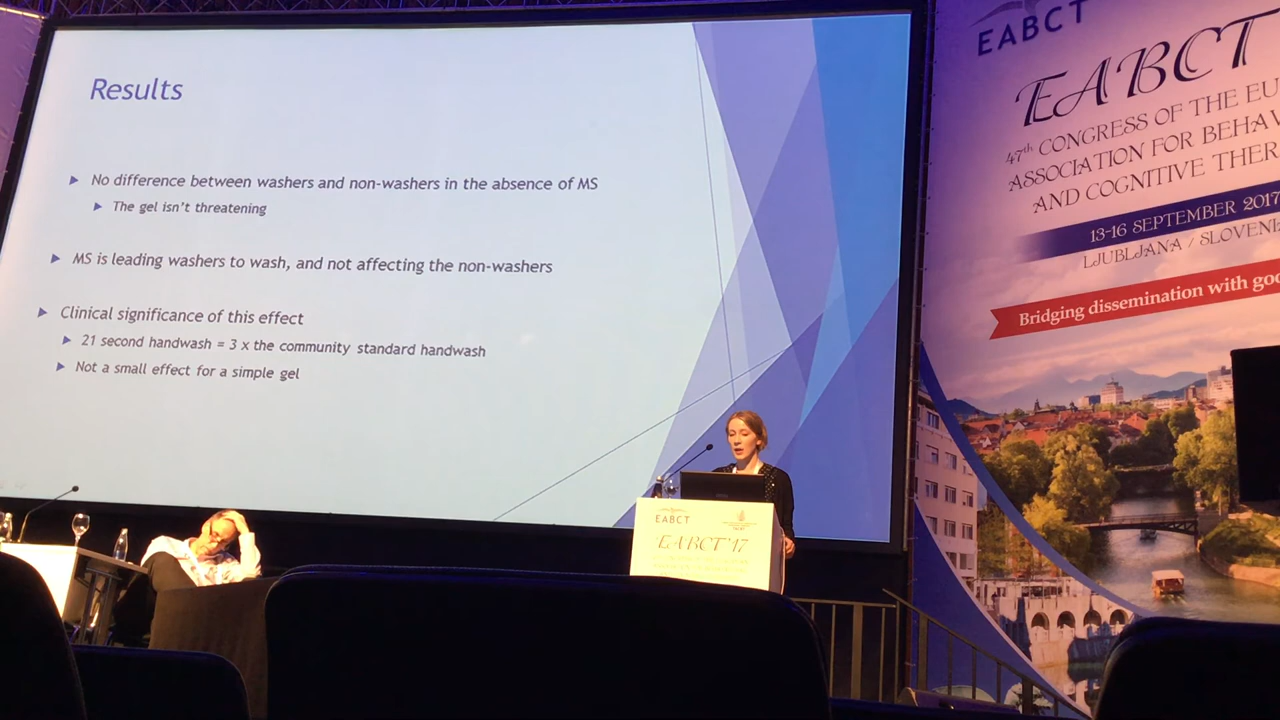 Results
No difference between washers and non-washers in the absence of MS
The gel isn't threatening
MS is leading washers to wash, and not affecting the non-washers
Clinical significance of this effect
21 second handwash = 3 x the community standard handwash
Not a small effect for a simple gel
EABCT
EABCT
47th CONGRESS OF THE EU
ASSOCIATION FOR BEHAV
AND COGNITIVE THER
13-16 SEPTEMBER 2017
LJUBLJANA / SLOVENI
Bridging dissemination with goo
EABCT
EABCT'17